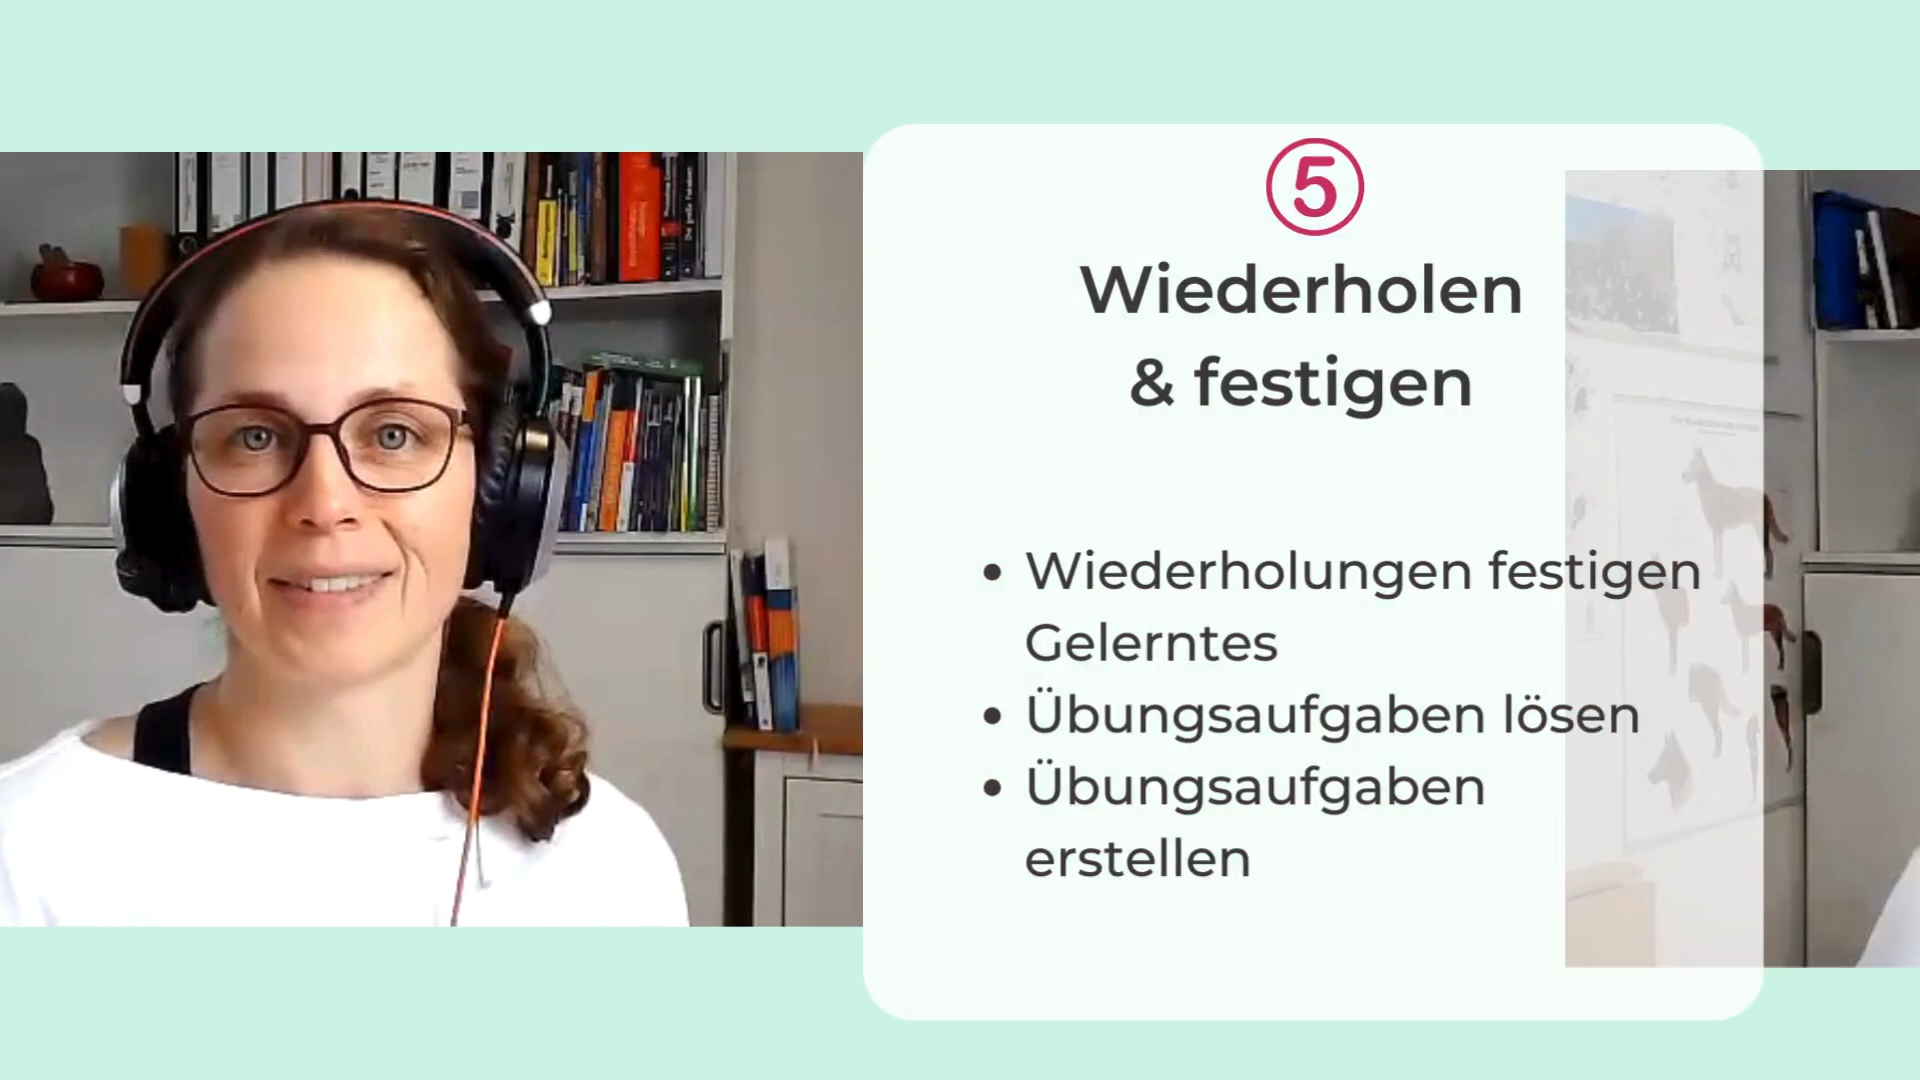 5
Wiederholen
& festigen
• Wiederholungen festigen
Gelerntes
• Übungsaufgaben lösen
• Übungsaufgaben
erstellen